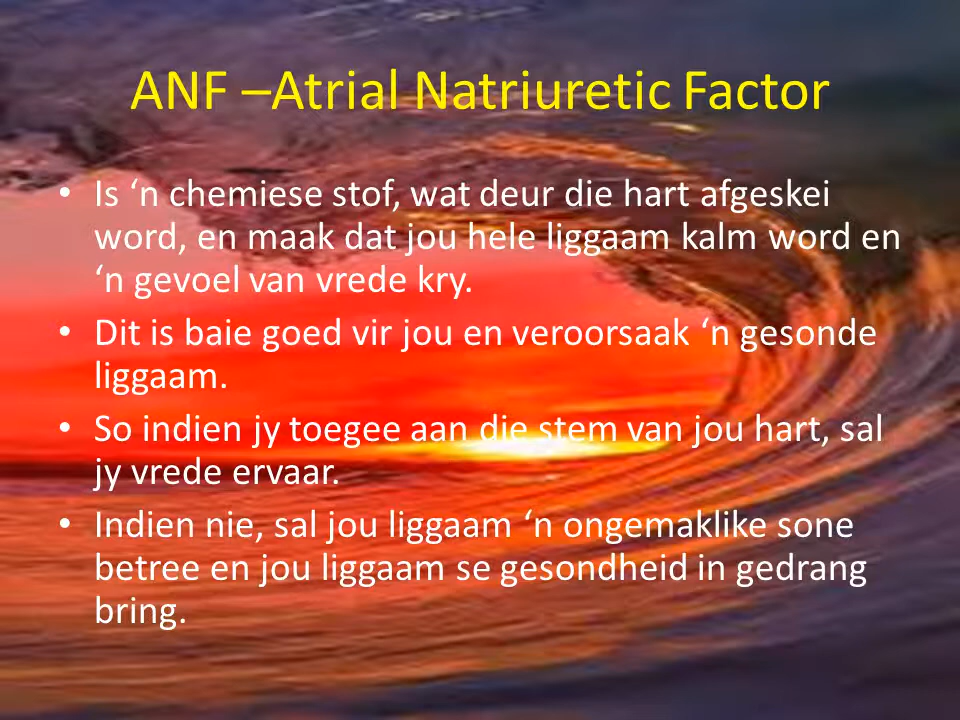 ANF –Atrial Natriuretic Factor
• Is ‘n chemiese stof, wat deur die hart afgeskei
word, en maak dat jou hele liggaam kalm word en
‘n gevoel van vrede kry.
• Dit is baie goed vir jou en veroorsaak ‘n gesonde
liggaam.
• So indien jy toegee aan die stem van jou hart, sal
jy vrede ervaar.
• Indien nie, sal jou liggaam ‘n ongemaklike sone
betree en jou liggaam se gesondheid in gedrang
bring.